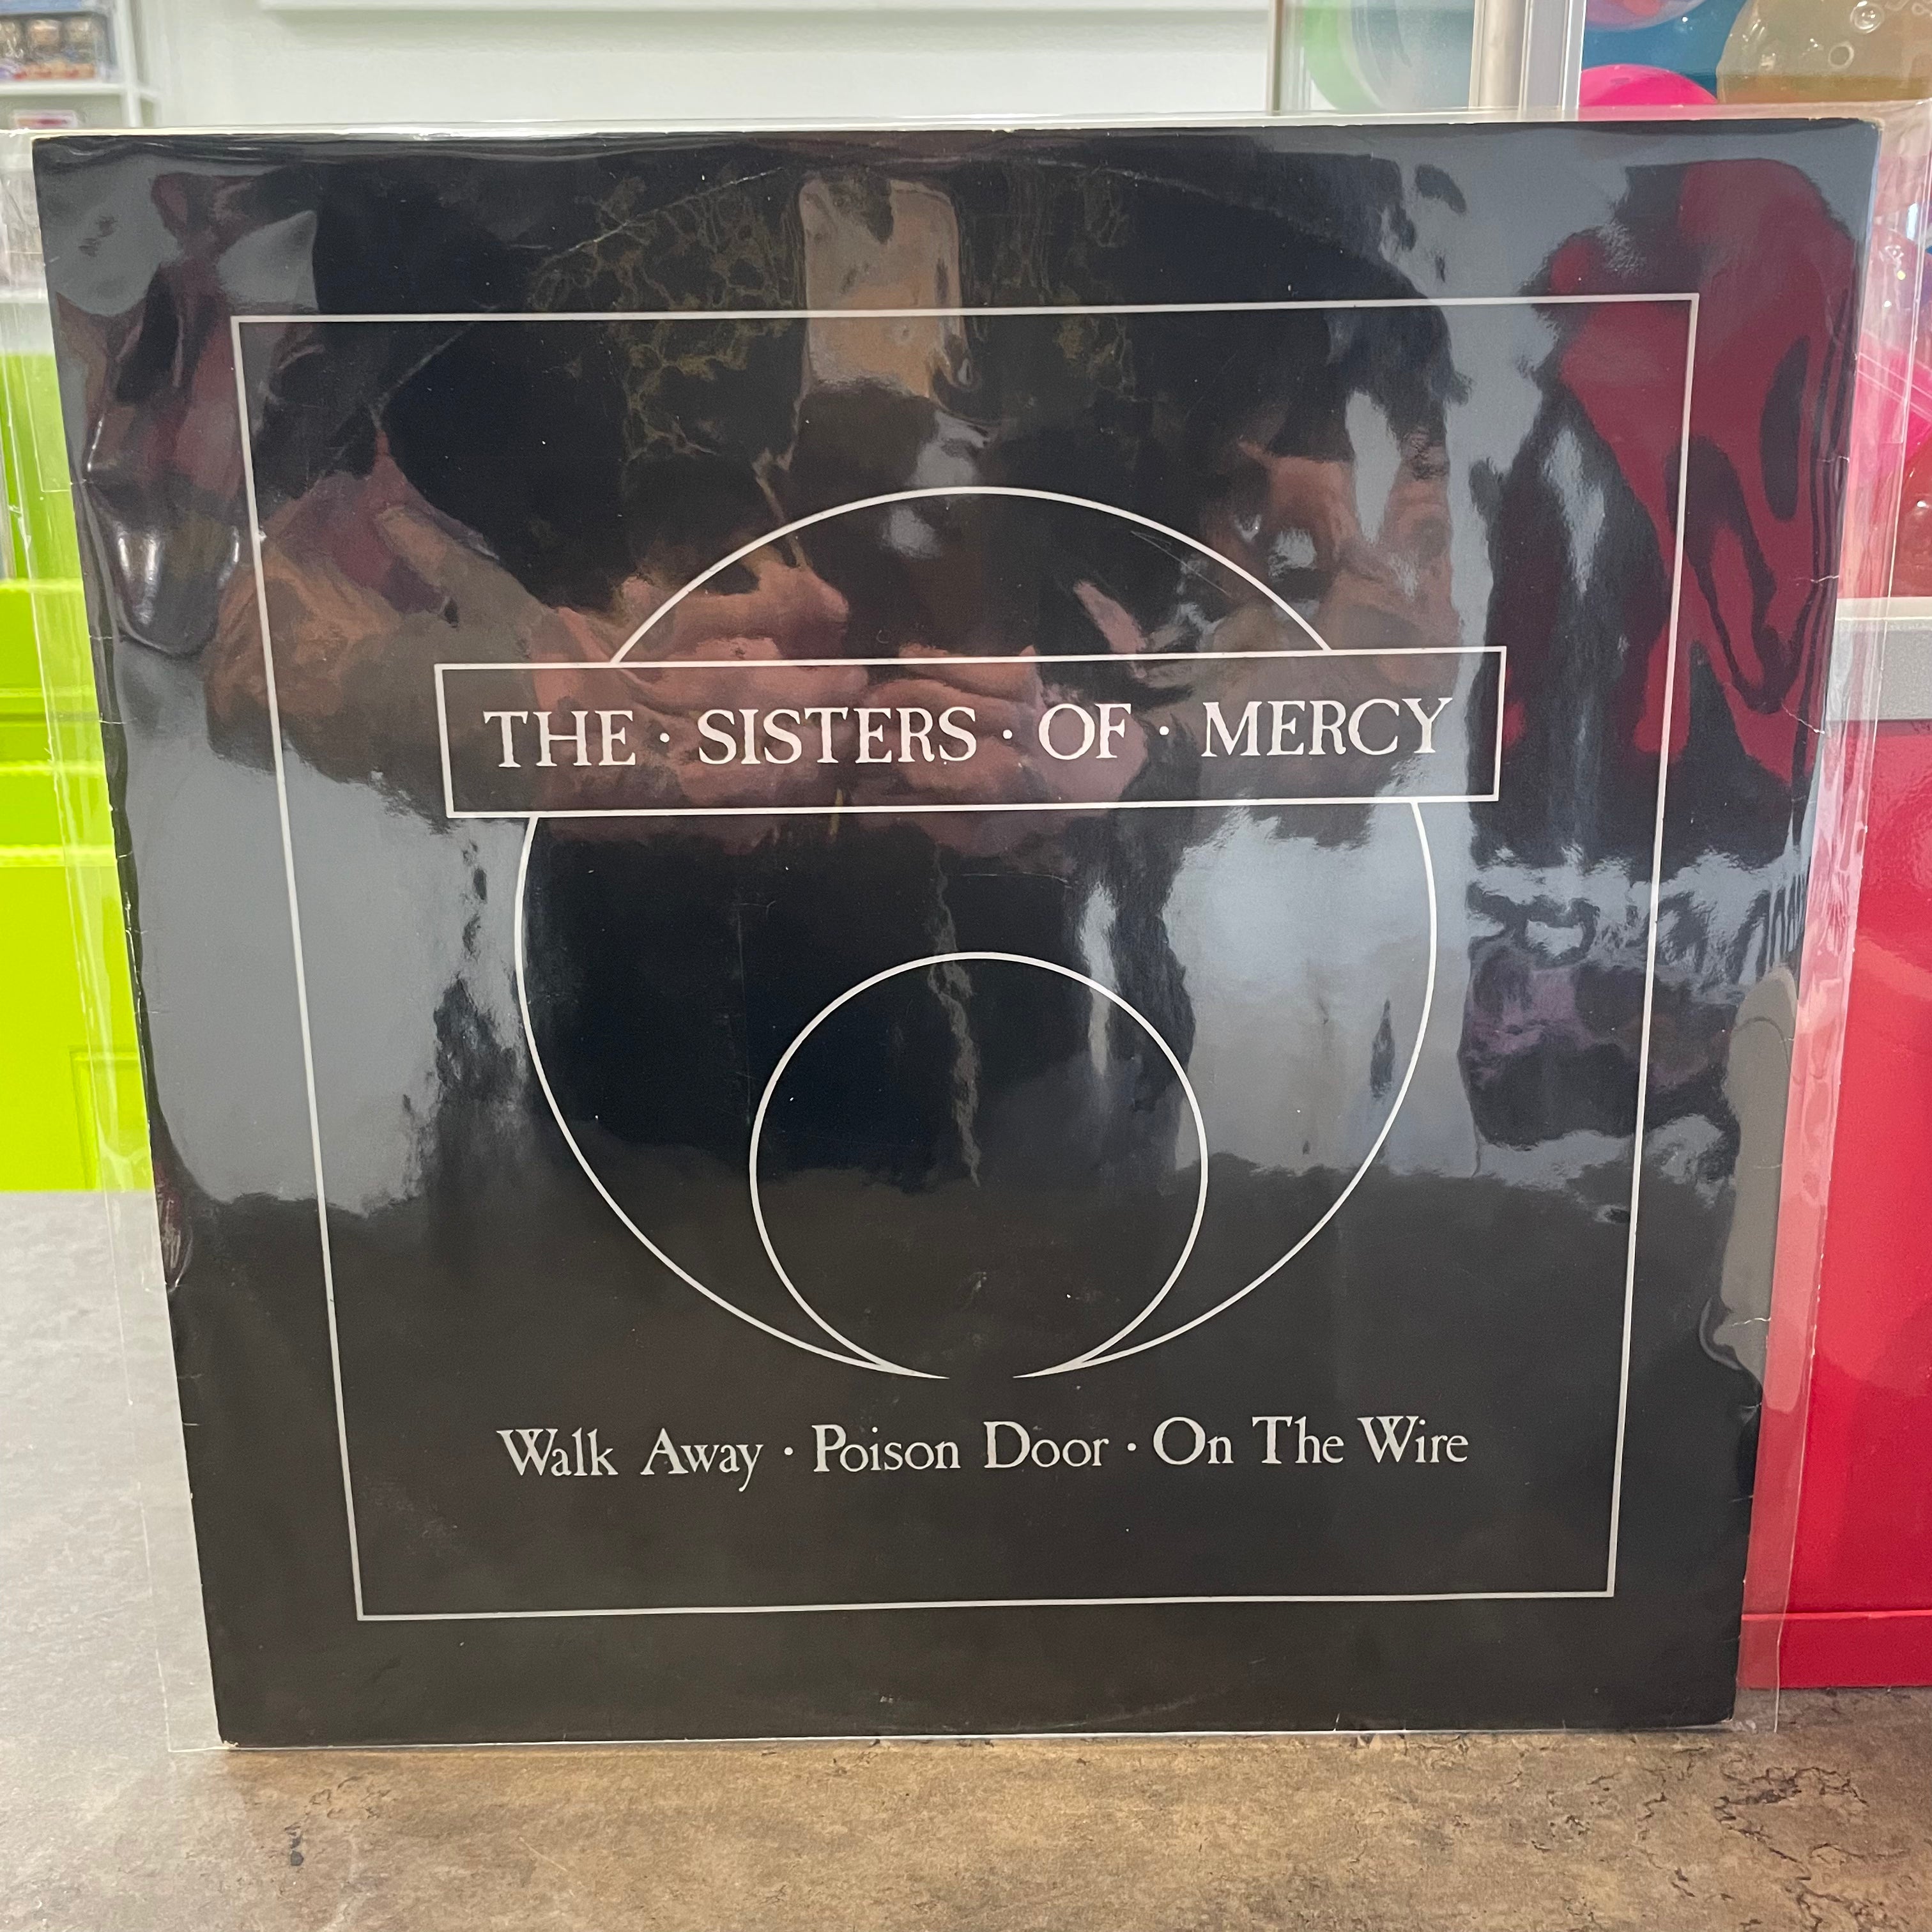 THE · SISTERS · OF · MERCY
Walk Away · Poison Door · On The Wire